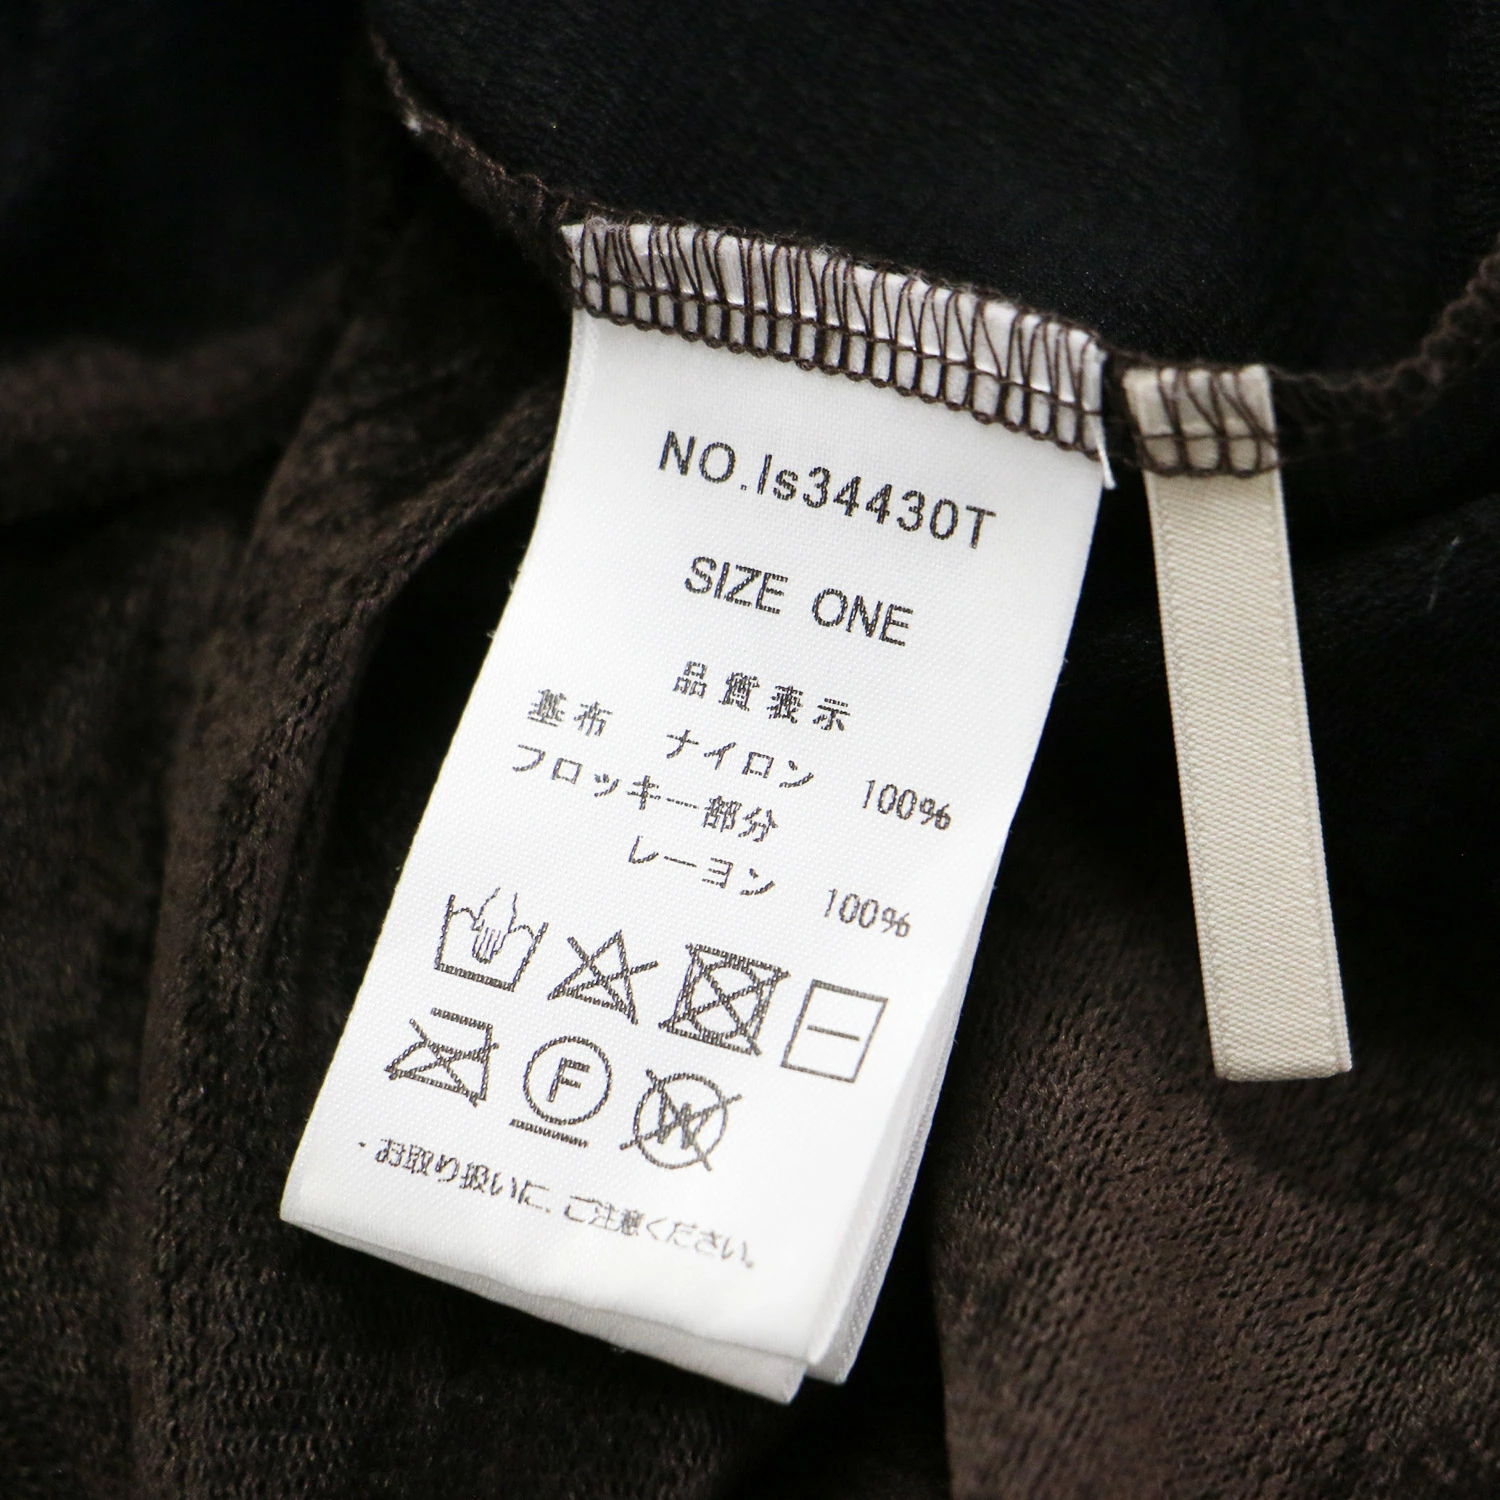 NO.ls34430T
SIZE ONE
品質表示
基布 ナイロン 100%
フロッキー部分
レーヨン 100%
F
W
・器取り扱いに、ご注意ください。